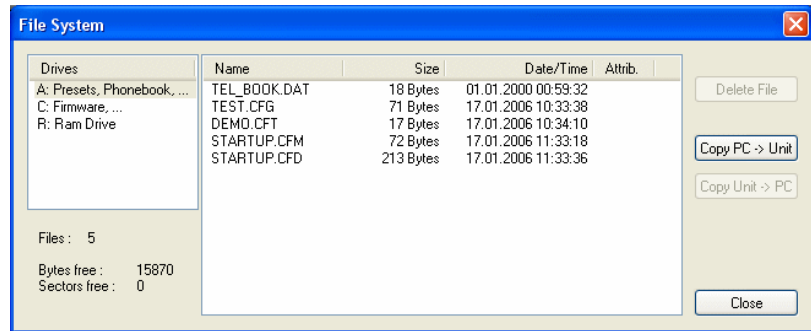 File System
Drives
A: Presets, Phonebook, ...
C: Firmware, ...
R: Ram Drive
Files : 5
Bytes free : 15870
Sectors free : 0
Name Size Date/Time Attrib.
TEL_BOOK.DAT 18 Bytes 01.01.2000 00:59:32
TEST.CFG 71 Bytes 17.01.2006 10:33:38
DEMO.CFT 17 Bytes 17.01.2006 10:34:10
STARTUP.CFM 72 Bytes 17.01.2006 11:33:18
STARTUP.CFD 213 Bytes 17.01.2006 11:33:36
Delete File
Copy PC -> Unit
Copy Unit -> PC
Close